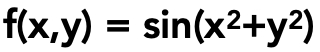 f(x,y) = sin(x²+y²)